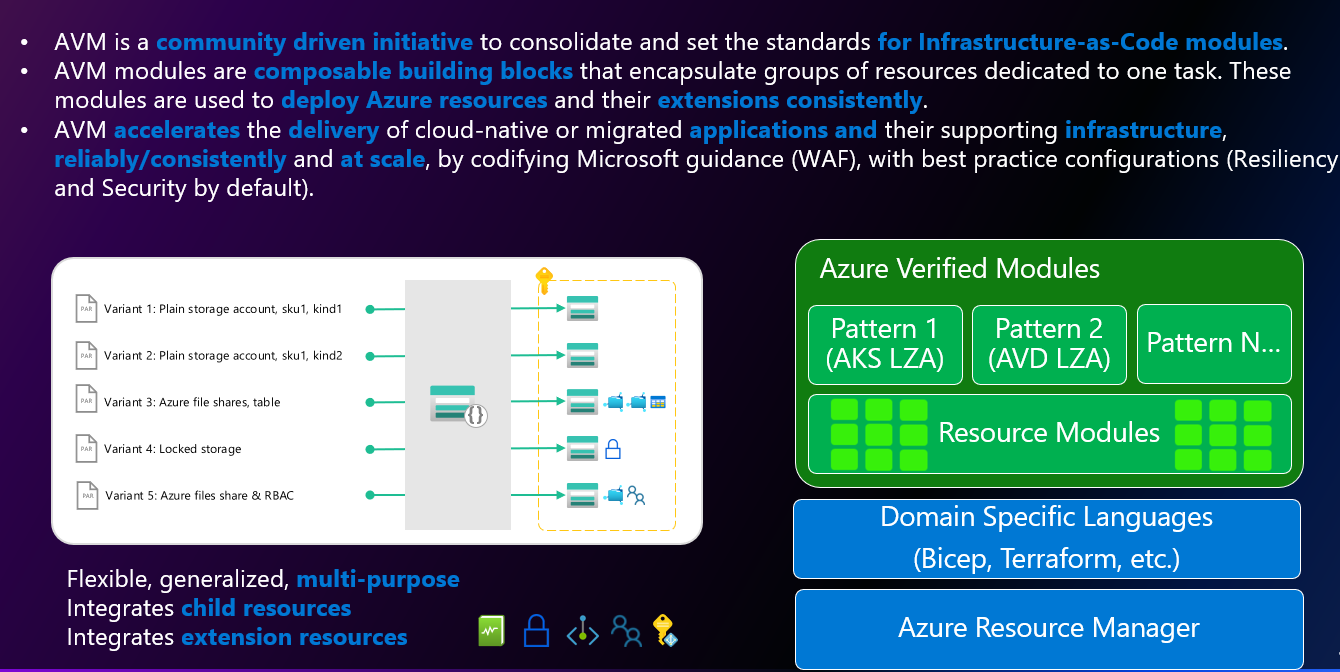 • AVM is a community driven initiative to consolidate and set the standards for Infrastructure-as-Code modules.
• AVM modules are composable building blocks that encapsulate groups of resources dedicated to one task. These
modules are used to deploy Azure resources and their extensions consistently.
• AVM accelerates the delivery of cloud-native or migrated applications and their supporting infrastructure,
reliably/consistently and at scale, by codifying Microsoft guidance (WAF), with best practice configurations (Resiliency
and Security by default).
PAR Variant 1: Plain storage account, sku1, kind1
PAR Variant 2: Plain storage account, sku1, kind2
PAR Variant 3: Azure file shares, table
PAR Variant 4: Locked storage
PAR Variant 5: Azure files share & RBAC
{}
Flexible, generalized, multi-purpose
Integrates child resources
Integrates extension resources
Azure Verified Modules
Pattern 1
(AKS LZA)
Pattern 2
(AVD LZA)
Pattern N...
Resource Modules
Domain Specific Languages
(Bicep, Terraform, etc.)
Azure Resource Manager